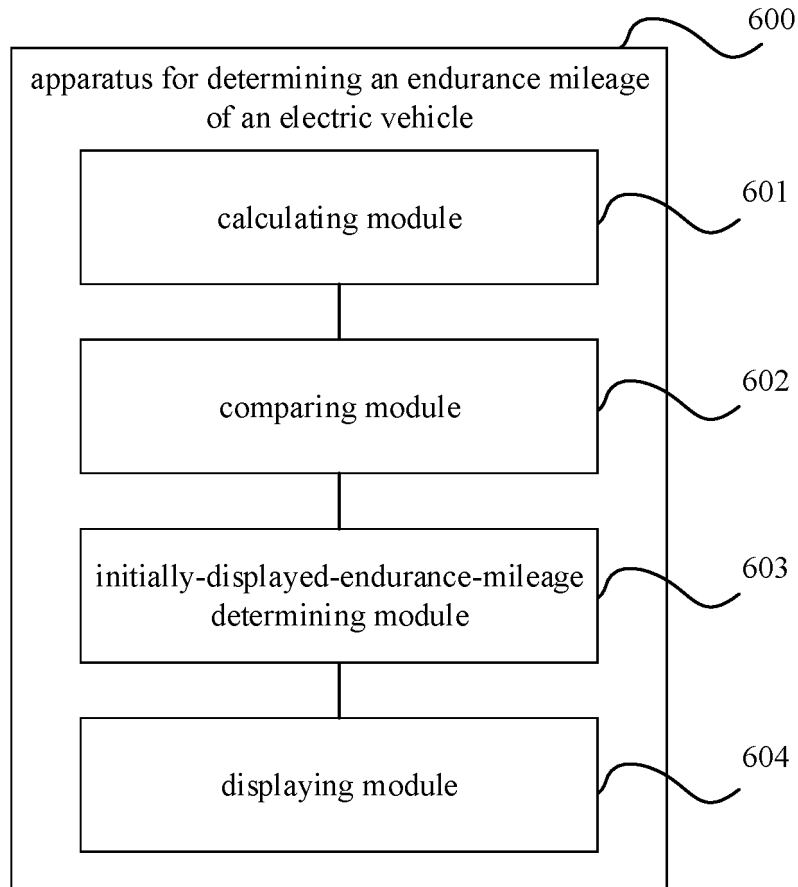 600
apparatus for determining an endurance mileage
of an electric vehicle
calculating module
601
comparing module
602
initially-displayed-endurance-mileage
determining module
603
displaying module
604